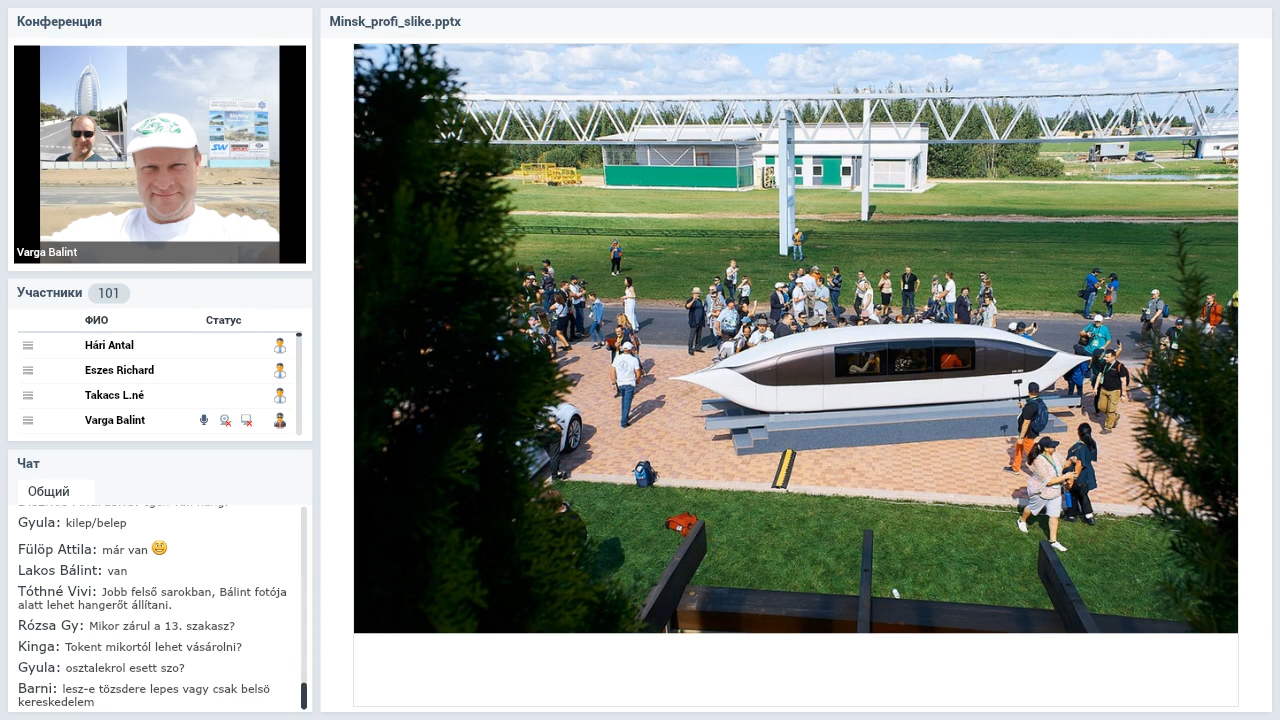 Конференция
Varga Balint
Участники 101
ФИО Статус
Hári Antal
Eszes Richard
Takacs L.né
Varga Balint
Чат
Общий
Gyula: kilep/belep
Fülöp Attila: már van
Lakos Bálint: van
Tóthné Vivi: Jobb felső sarokban, Bálint fotója
alatt lehet hangerőt állítani.
Rózsa Gy: Mikor zárul a 13. szakasz?
Kinga: Tokent mikortól lehet vásárolni?
Gyula: osztalekrol esett szo?
Barni: lesz-e tözsdere lepes vagy csak belsö
kereskedelem
Minsk_profi_slike.pptx
SkyWay
SW